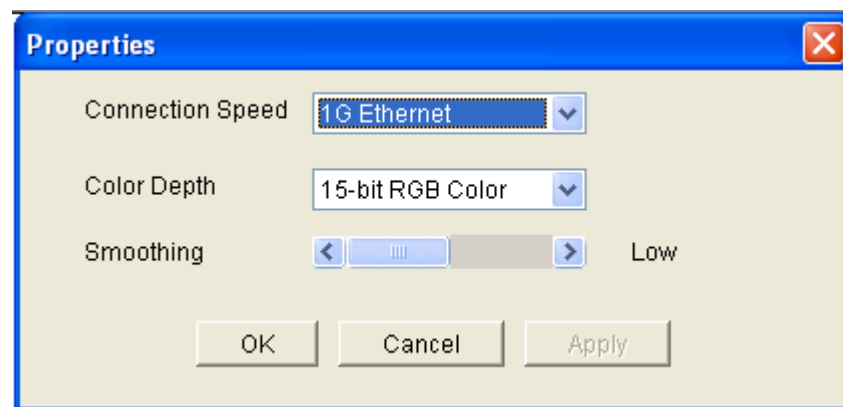 Properties
Connection Speed 1G Ethernet
Color Depth 15-bit RGB Color
Smoothing Low
OK Cancel Apply